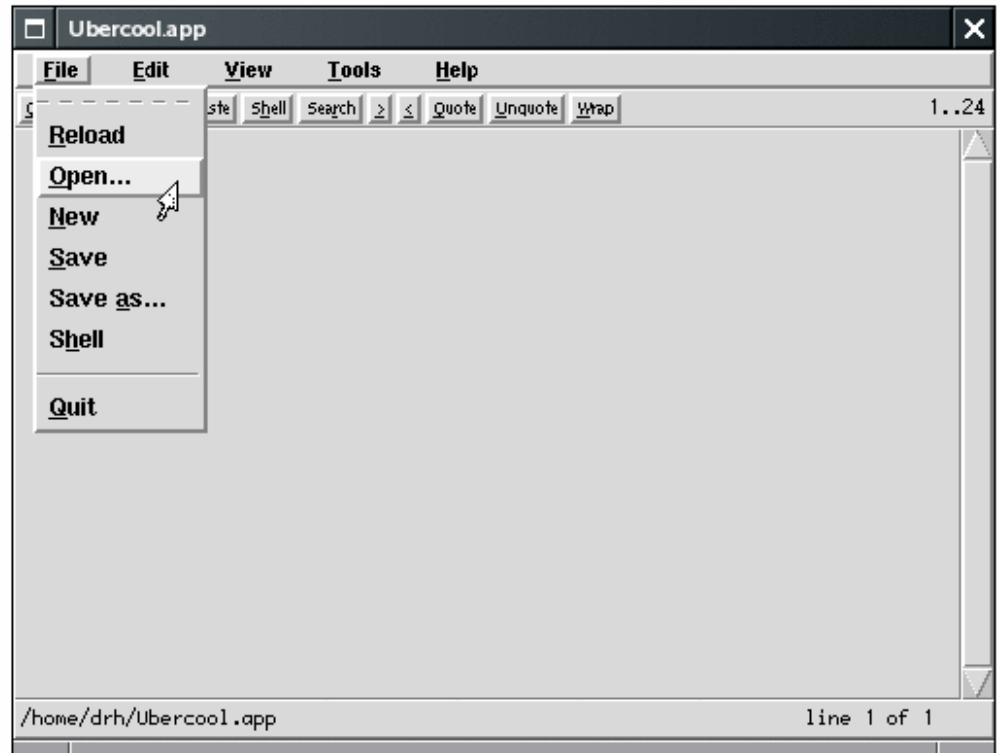 Ubercool.app
File Edit View Tools Help
Shell Search > < Quote Unquote Wrap 1..24
Reload
Open...
New
Save
Save as...
Shell
Quit
/home/drh/Ubercool.app line 1 of 1